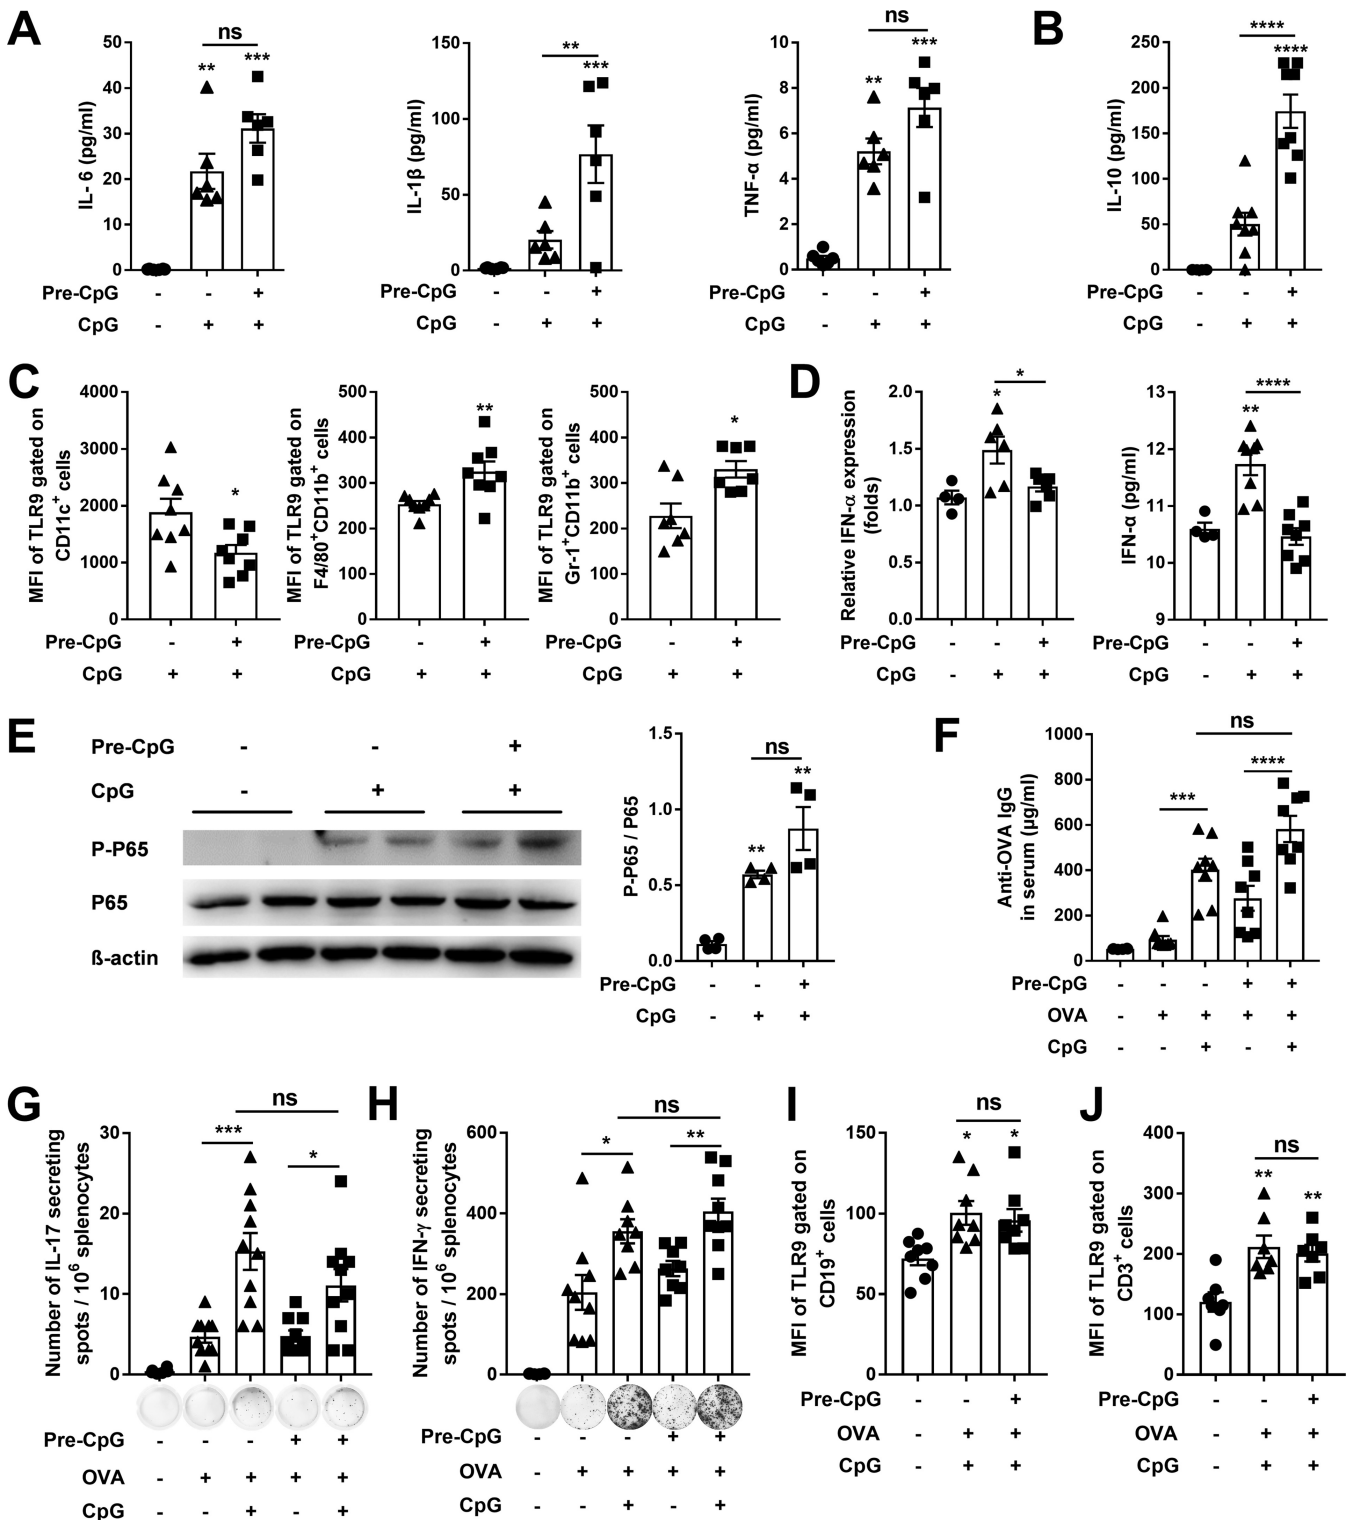 A
IL- 6 (pg/ml)
50
40
30
20
10
0
ns
**
***
Pre-CpG - - +
CpG - + +
IL-1β (pg/ml)
150
100
50
0
**
***
- - +
CpG - + +
TNF-α (pg/ml)
10
8
6
4
2
0
ns
**
***
Pre-CpG - - +
CpG - + +
B
IL-10 (pg/ml)
250
200
150
100
50
0
****
****
Pre-CpG - - +
CpG - + +
C
MFI of TLR9 gated on
CD11c+ cells
4000
3000
2000
1000
0
*
Pre-CpG - +
CpG + +
MFI of TLR9 gated on
F4/80+CD11b+ cells
500
400
300
200
100
0
**
Pre-CpG - +
CpG + +
MFI of TLR9 gated on
Gr-1+CD11b+ cells
500
400
300
200
100
0
*
Pre-CpG - +
CpG + +
D
Relative IFN-α expression
(folds)
2.0
1.5
1.0
0.5
0.0
*
*
Pre-CpG - - +
CpG - + +
IFN-α (pg/ml)
13
12
11
10
9
****
**
Pre-CpG - - +
CpG - + +
E
Pre-CpG - - +
CpG - + +
P-P65
P65
ß-actin
P-P65 / P65
1.5
1.0
0.5
0.0
ns
**
**
Pre-CpG - - +
CpG - + +
F
Anti-OVA IgG
in serum (µg/ml)
1000
800
600
400
200
0
ns
***
****
Pre-CpG - - - + +
OVA - + + + +
CpG - - + - +
G
Number of IL-17 secreting
spots / 10⁶ splenocytes
30
20
10
0
ns
***
*
Pre-CpG - - - + +
OVA - + + + +
CpG - - + - +
H
Number of IFN-γ secreting
spots / 10⁶ splenocytes
600
400
200
0
ns
*
**
Pre-CpG - - - + +
OVA - + + + +
CpG - - + - +
I
MFI of TLR9 gated on
CD19+ cells
150
100
50
0
ns
*
*
Pre-CpG - - +
OVA - + +
CpG - + +
J
MFI of TLR9 gated on
CD3+ cells
400
300
200
100
0
ns
**
**
Pre-CpG - - +
OVA - + +
CpG - + +